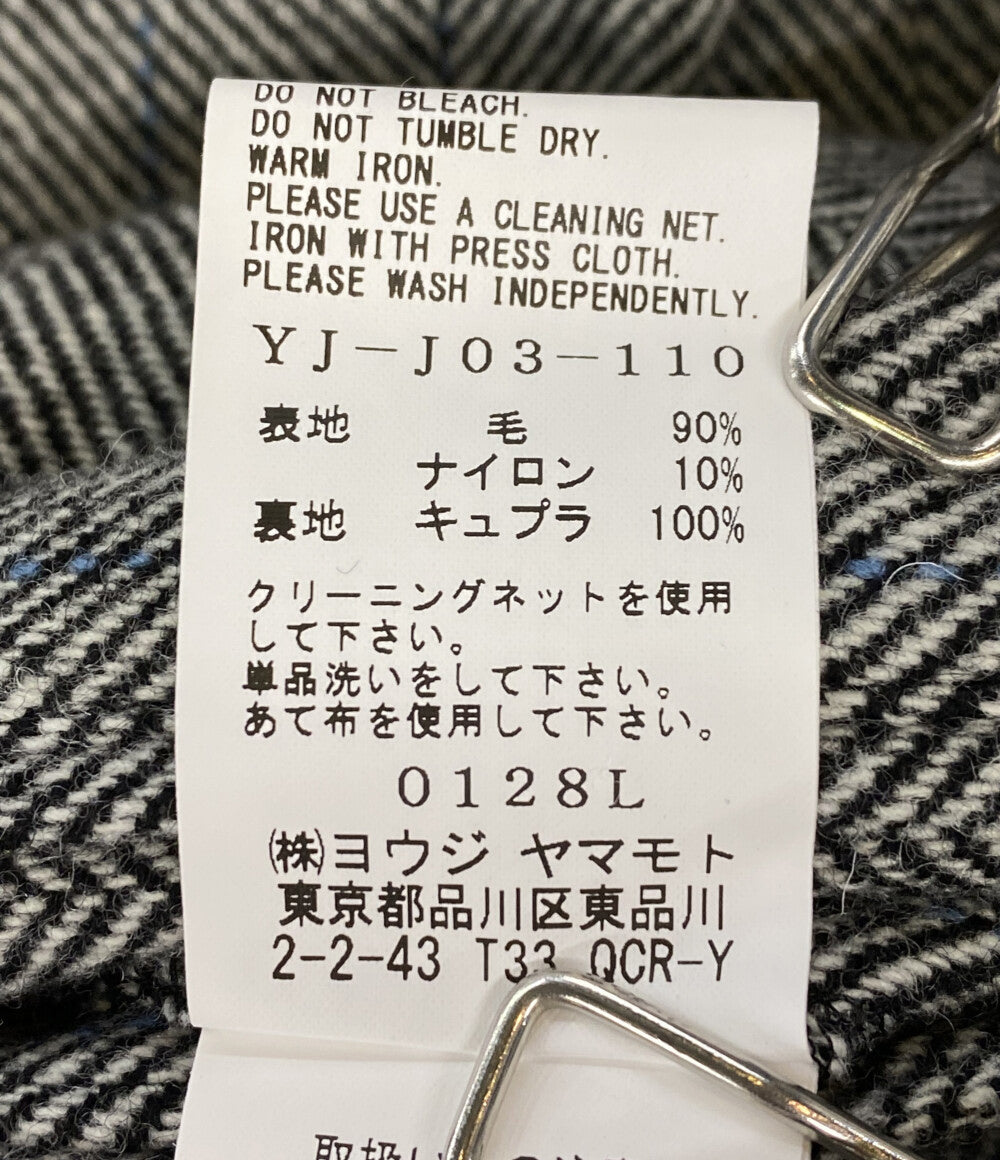 DO NOT BLEACH.
DO NOT TUMBLE DRY.
WARM IRON.
PLEASE USE A CLEANING NET.
IRON WITH PRESS CLOTH.
PLEASE WASH INDEPENDENTLY.
YJ-J03-110
表地 毛 90%
ナイロン 10%
裏地 キュプラ 100%
クリーニングネットを使用
して下さい。
単品洗いをして下さい。
あて布を使用して下さい。
0128L
㈱ヨウジ ヤマモト
東京都品川区東品川
2-2-43 T33 QCR-Y
取扱い